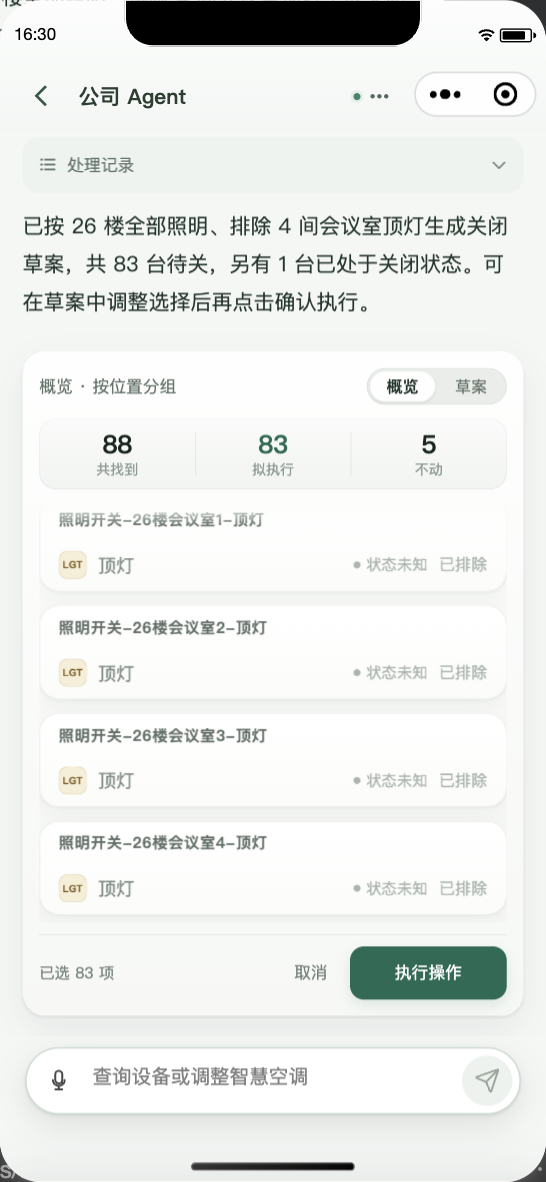 16:30
公司 Agent
处理记录
已按 26 楼全部照明、排除 4 间会议室顶灯生成关闭
草案，共 83 台待关，另有 1 台已处于关闭状态。可
在草案中调整选择后再点击确认执行。
概览 · 按位置分组
概览 草案
88 83 5
共找到 拟执行 不动
照明开关-26楼会议室1-顶灯
LGT 顶灯 状态未知 已排除
照明开关-26楼会议室2-顶灯
LGT 顶灯 状态未知 已排除
照明开关-26楼会议室3-顶灯
LGT 顶灯 状态未知 已排除
照明开关-26楼会议室4-顶灯
LGT 顶灯 状态未知 已排除
已选 83 项 取消 执行操作
查询设备或调整智慧空调